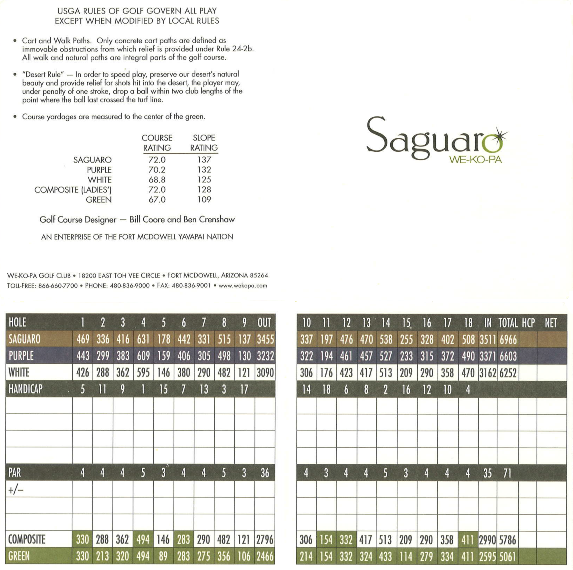 USGA RULES OF GOLF GOVERN ALL PLAY
EXCEPT WHEN MODIFIED BY LOCAL RULES
• Cart and Walk Paths. Only concrete cart paths are defined as
immovable obstructions from which relief is provided under Rule 24-2b.
All walk and natural paths are integral parts of the golf course.
• "Desert Rule" — In order to speed play, preserve our desert's natural
beauty and provide relief for shots hit into the desert, the player may,
under penalty of one stroke, drop a ball within two club lengths of the
point where the ball last crossed the turf line.
• Course yardages are measured to the center of the green.
COURSE RATING SLOPE RATING
SAGUARO 72.0 137
PURPLE 70.2 132
WHITE 68.8 125
COMPOSITE (LADIES') 72.0 128
GREEN 67.0 109
Golf Course Designer — Bill Coore and Ben Crenshaw
AN ENTERPRISE OF THE FORT MCDOWELL YAVAPAI NATION
WE-KO-PA GOLF CLUB • 18200 EAST TOH VEE CIRCLE • FORT MCDOWELL, ARIZONA 85264
TOLL-FREE: 866-660-7700 • PHONE: 480-836-9000 • FAX: 480-836-9001 • www.wekopa.com
Saguaro
WE-KO-PA
HOLE 1 2 3 4 5 6 7 8 9 OUT
SAGUARO 469 336 416 631 178 442 331 515 137 3455
PURPLE 443 299 383 609 159 406 305 498 130 3232
WHITE 426 288 362 595 146 380 290 482 121 3090
HANDICAP 5 11 9 1 15 7 13 3 17
PAR 4 4 4 5 3 4 4 5 3 36
+/−
COMPOSITE 330 288 362 494 146 283 290 482 121 2796
GREEN 330 213 320 494 89 283 275 356 106 2466
10 11 12 13 14 15 16 17 18 IN TOTAL HCP NET
337 197 476 470 538 255 328 402 508 3511 6966
322 194 461 457 527 233 315 372 490 3371 6603
306 176 423 417 513 209 290 358 470 3162 6252
14 18 6 8 2 16 12 10 4
4 3 4 4 5 3 4 4 4 35 71
306 154 332 417 513 209 290 358 411 2990 5786
214 154 332 324 433 114 279 334 411 2595 5061